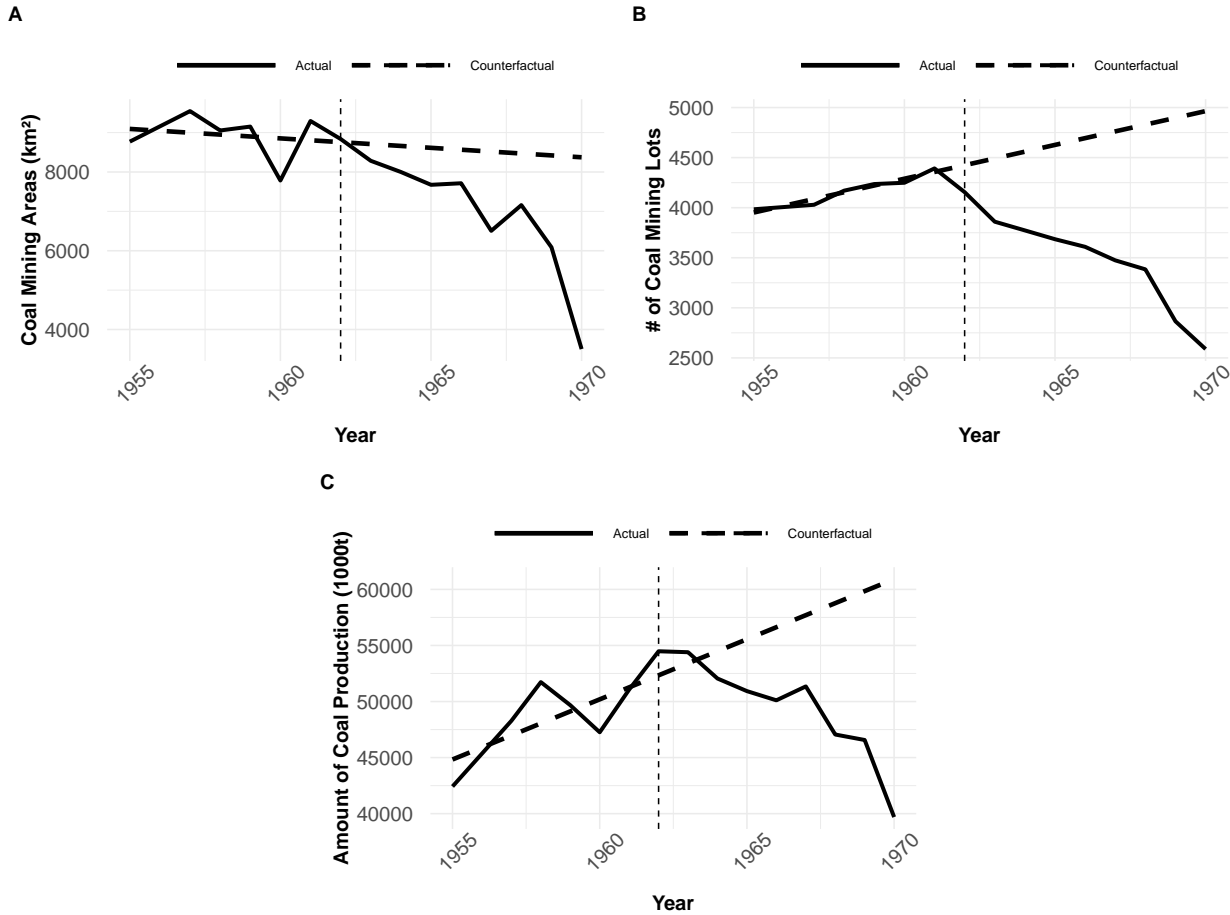 A
Actual Counterfactual
Coal Mining Areas (km²)
8000
6000
4000
1955 1960 1965 1970
Year
B
Actual Counterfactual
# of Coal Mining Lots
5000
4500
4000
3500
3000
2500
1955 1960 1965 1970
Year
C
Actual Counterfactual
Amount of Coal Production (1000t)
60000
55000
50000
45000
40000
1955 1960 1965 1970
Year